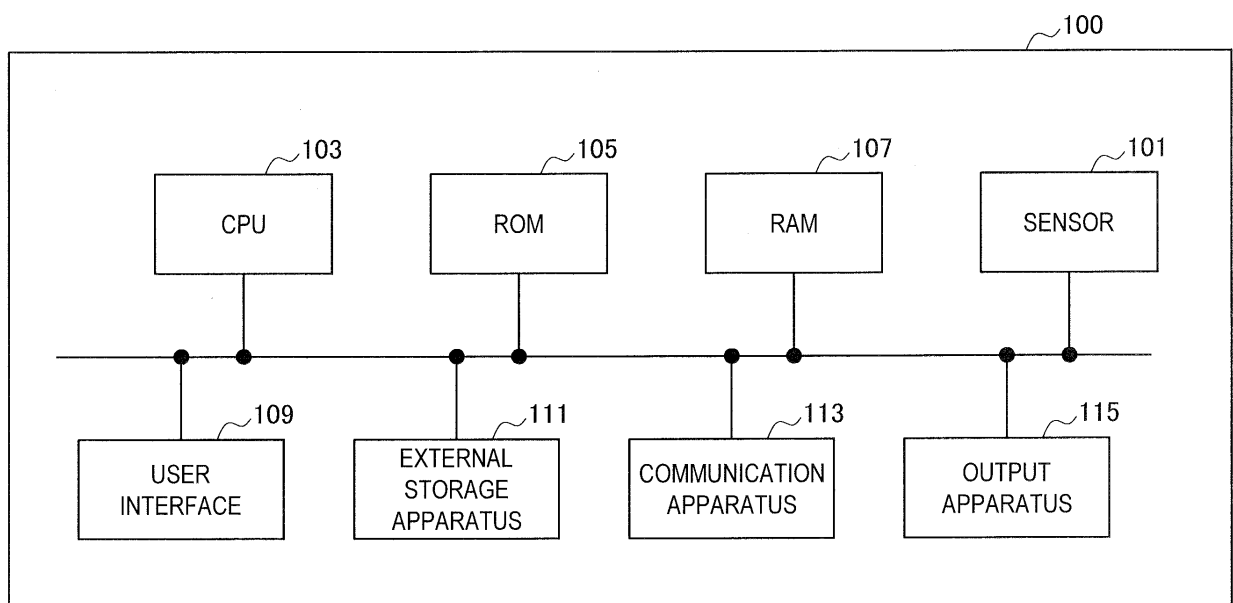 100
103
105
107
101
CPU
ROM
RAM
SENSOR
109
111
113
115
USER
INTERFACE
EXTERNAL
STORAGE
APPARATUS
COMMUNICATION
APPARATUS
OUTPUT
APPARATUS